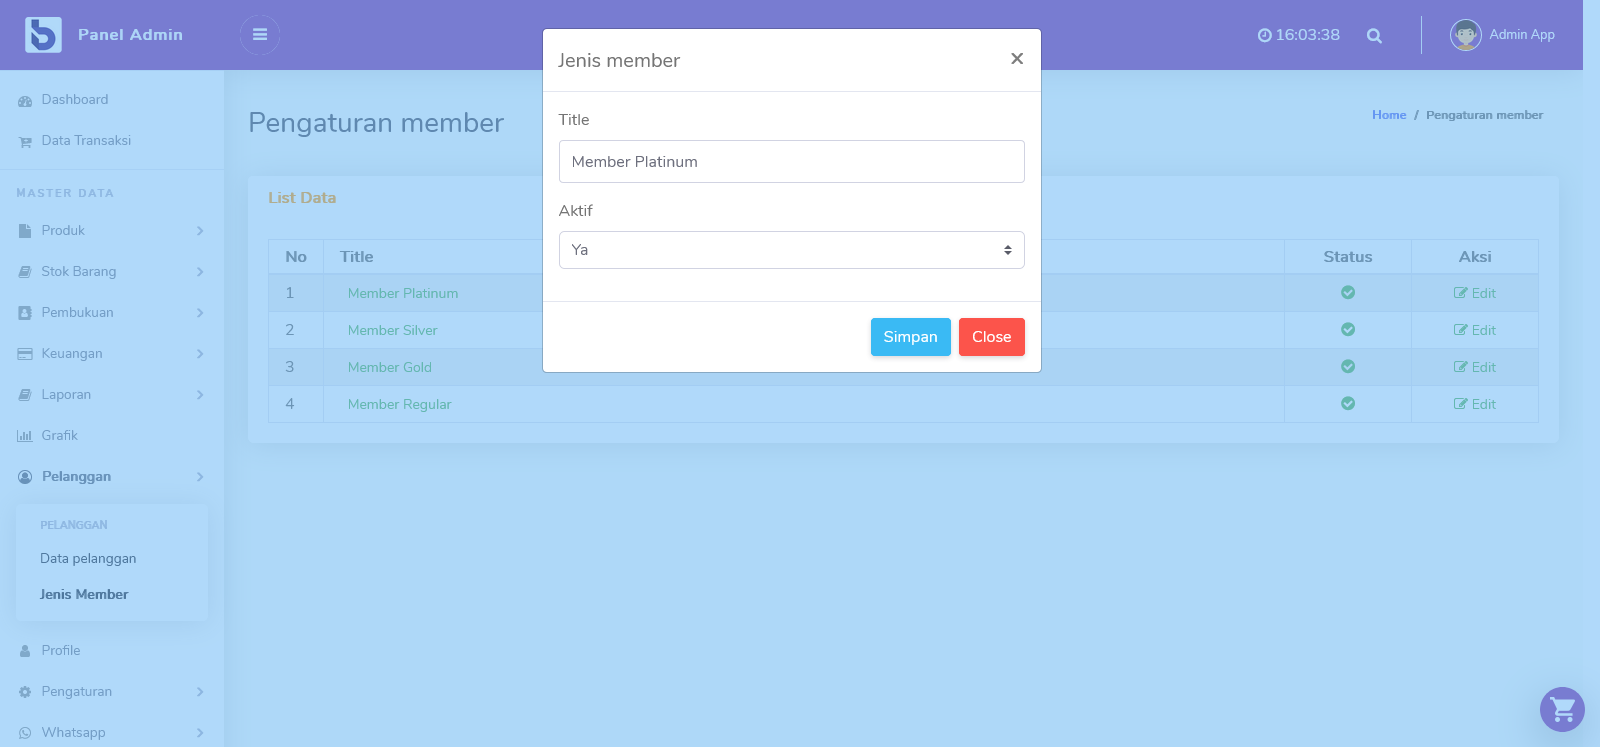 Panel Admin
16:03:38
Admin App
Dashboard
Data Transaksi
MASTER DATA
Produk
Stok Barang
Pembukuan
Keuangan
Laporan
Grafik
Pelanggan
PELANGGAN
Data pelanggan
Jenis Member
Profile
Pengaturan
Whatsapp
Pengaturan member
Home / Pengaturan member
List Data
No Title Status Aksi
1 Member Platinum Edit
2 Member Silver Edit
3 Member Gold Edit
4 Member Regular Edit
Jenis member ×
Title
Member Platinum
Aktif
Ya
Simpan Close